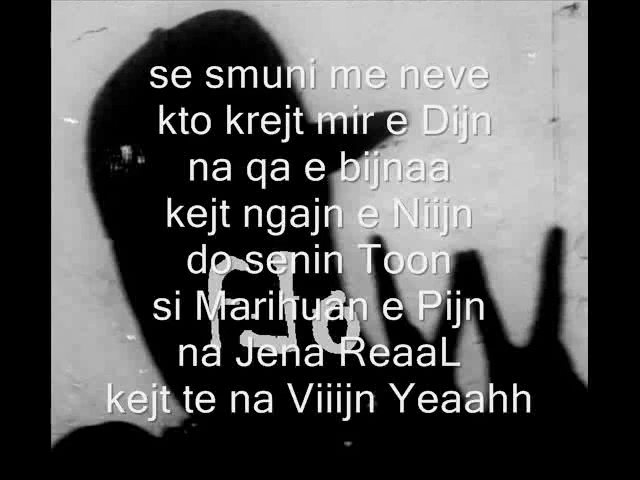 se smuni me neve
kto krejt mir e Dijn
na qa e bijnaa
kejt ngajn e Niijn
do senin Toon
si Marihuan e Pijn
na Jena ReaaL
kejt te na Viiijn Yeaahh